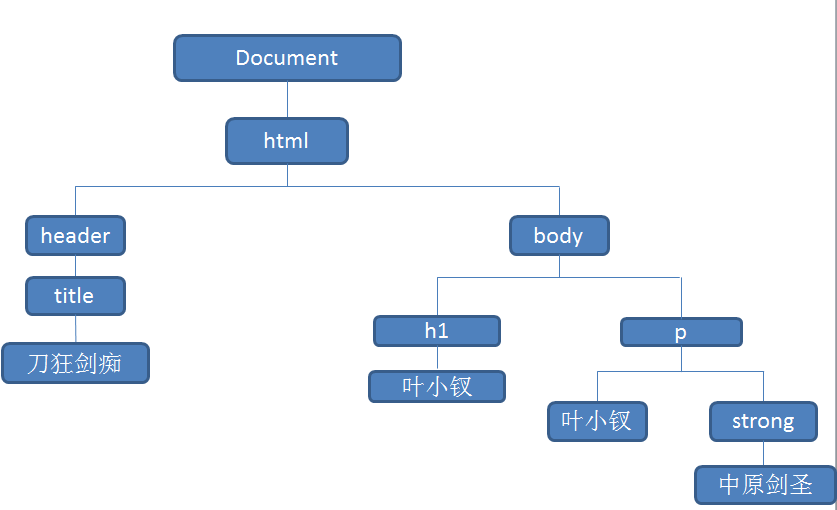 Document
html
header
body
title
h1
p
刀狂剑痴
叶小钗
叶小钗
strong
中原剑圣